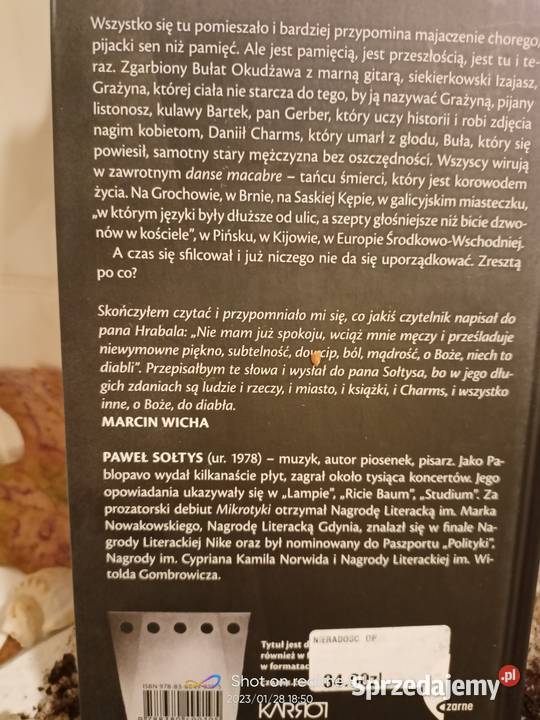 Wszystko się tu pomieszało i bardziej przypomina majaczenie chorego,
pijacki sen niż pamięć. Ale jest pamięcią, jest przeszłością, jest tu i te-
raz. Zgarbiony Bułat Okudżawa z marną gitarą, siekierkowski Izajasz,
Grażyna, której ciała nie starcza do tego, by ją nazywać Grażyną, pijany
listonosz, kulawy Bartek, pan Gerber, który uczy historii i robi zdjęcia
nagim kobietom, Daniił Charms, który umarł z głodu, Buła, który się
powiesił, samotny stary mężczyzna bez oszczędności. Wszyscy wirują
w zawrotnym danse macabre – tańcu śmierci, który jest korowodem
życia. Na Grochowie, w Brnie, na Saskiej Kępie, w galicyjskim miasteczku,
„w którym języki były dłuższe od ulic, a szepty głośniejsze niż bicie dzwo-
nów w kościele”, w Pińsku, w Kijowie, w Europie Środkowo-Wschodniej.
A czas się sfilcował i już niczego nie da się uporządkować. Zresztą
po co?
Skończyłem czytać i przypomniało mi się, co jakiś czytelnik napisał do
pana Hrabala: „Nie mam już spokoju, wciąż mnie męczy i prześladuje
niewymowne piękno, subtelność, dowcip, ból, mądrość, o Boże, niech to
diabli”. Przepisałbym te słowa i wysłał do pana Sołtysa, bo w jego dłu-
gich zdaniach są ludzie i rzeczy, i miasto, i książki, i Charms, i wszystko
inne, o Boże, do diabła.
MARCIN WICHA
PAWEŁ SOŁTYS (ur. 1978) – muzyk, autor piosenek, pisarz. Jako Pa-
blopavo wydał kilkanaście płyt, zagrał około tysiąca koncertów. Jego
opowiadania ukazywały się w „Lampie”, „Ricie Baum”, „Studium”. Za
prozatorski debiut Mikrotyki otrzymał Nagrodę Literacką im. Marka
Nowakowskiego, Nagrodę Literacką Gdynia, znalazł się w finale Na-
grody Literackiej Nike oraz był nominowany do Paszportu „Polityki”,
Nagrody im. Cypriana Kamila Norwida i Nagrody Literackiej im. Wi-
tolda Gombrowicza.
Tytuł jest d
również w
w formatac
NIERADOSC OP
ISBN 978-83
Shot on
2023/01/28 18:50
KARROT
Sprzedajemy.pl
czarne